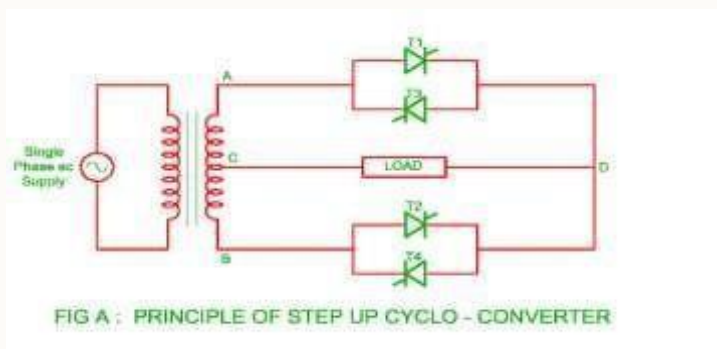 T1
A
T3
Single
Phase ac
Supply
C
LOAD
D
T2
B
T4
FIG A : PRINCIPLE OF STEP UP CYCLO - CONVERTER